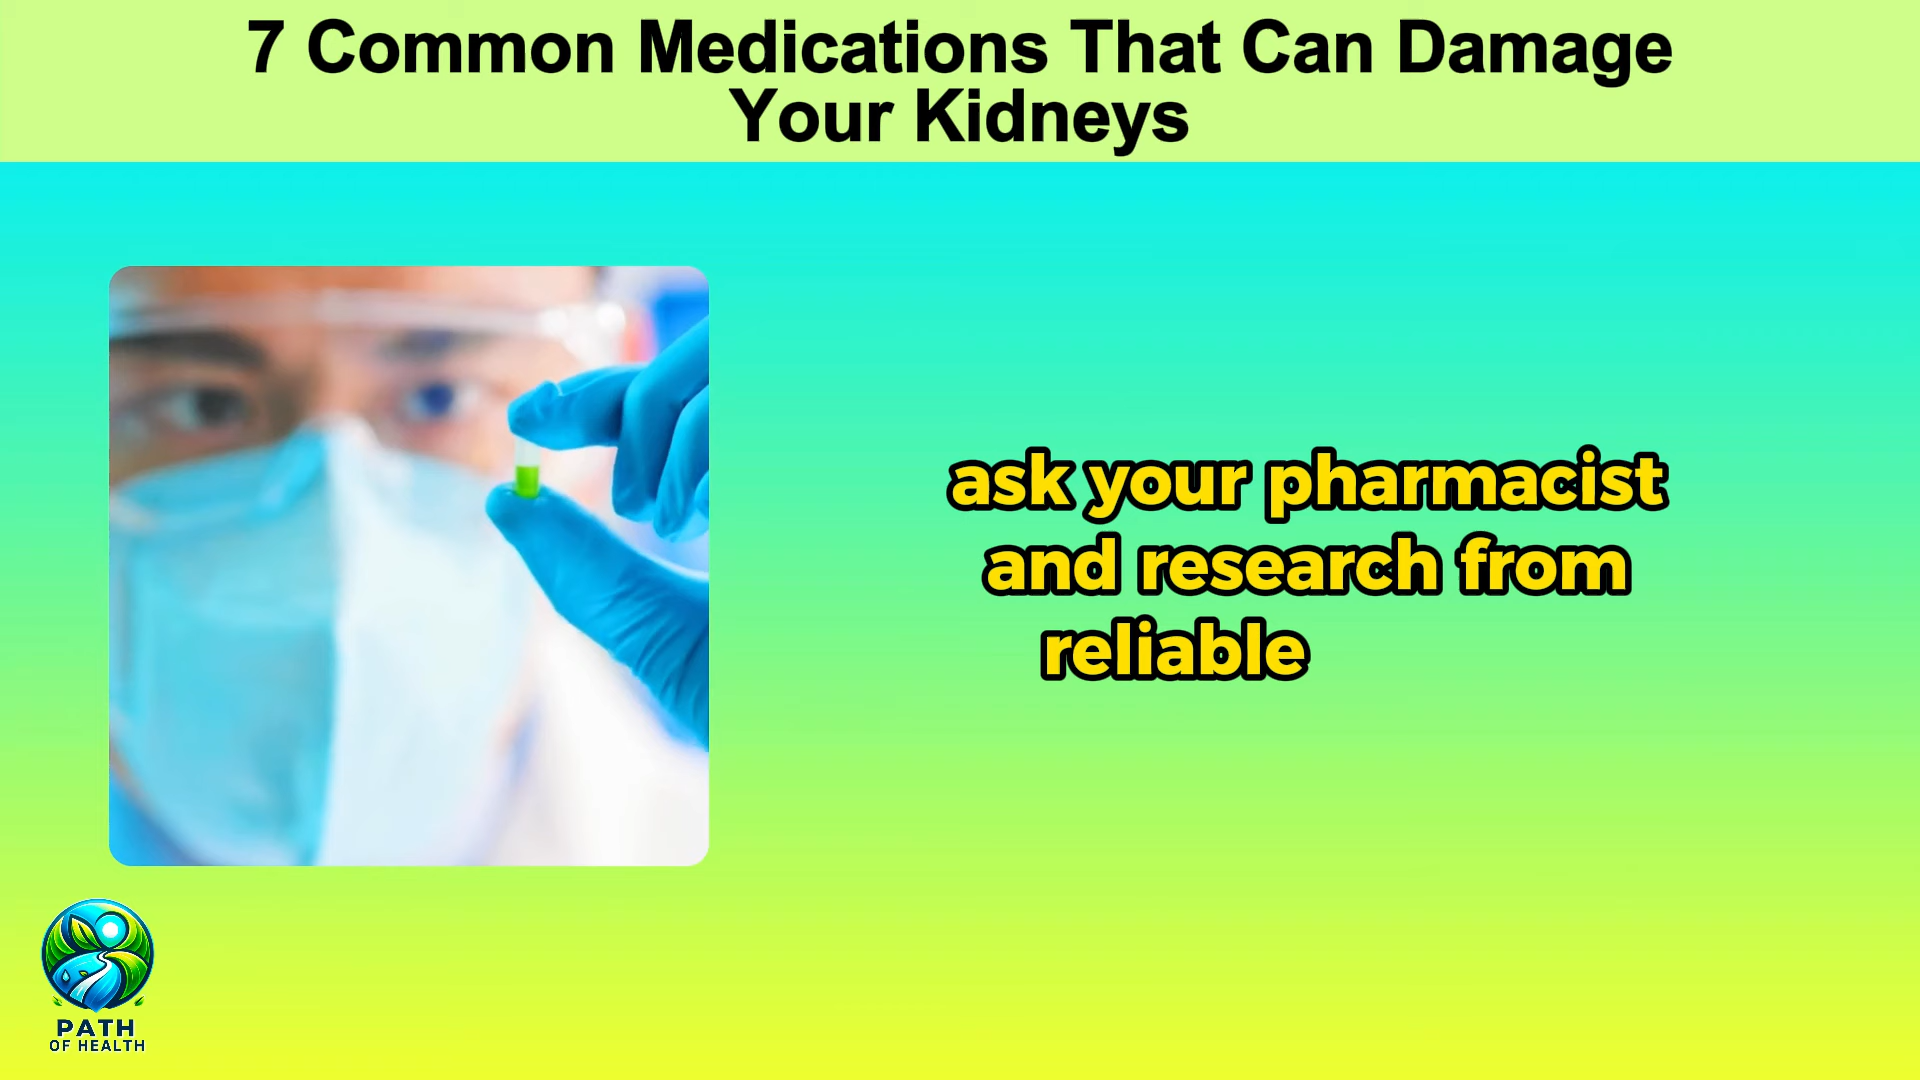 7 Common Medications That Can Damage
Your Kidneys
ask your pharmacist
and research from
reliable
PATH
OF HEALTH